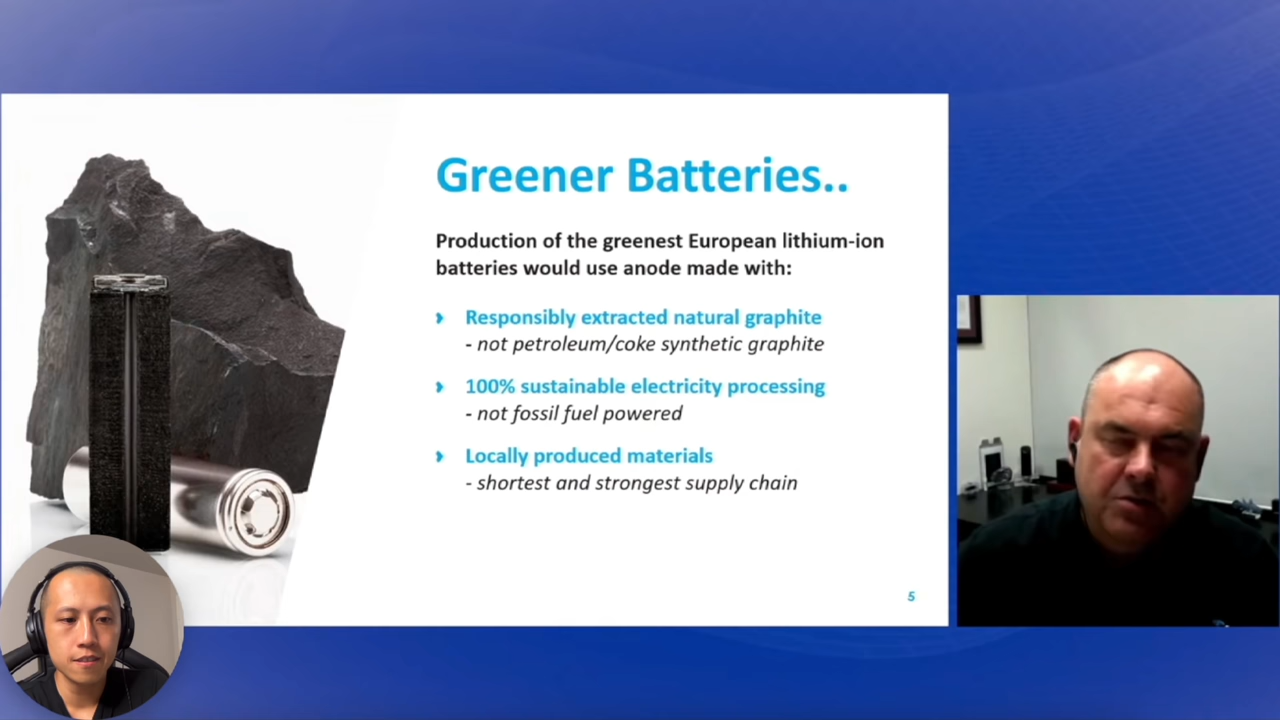 Greener Batteries..
Production of the greenest European lithium-ion
batteries would use anode made with:
› Responsibly extracted natural graphite
- not petroleum/coke synthetic graphite
› 100% sustainable electricity processing
- not fossil fuel powered
› Locally produced materials
- shortest and strongest supply chain
5